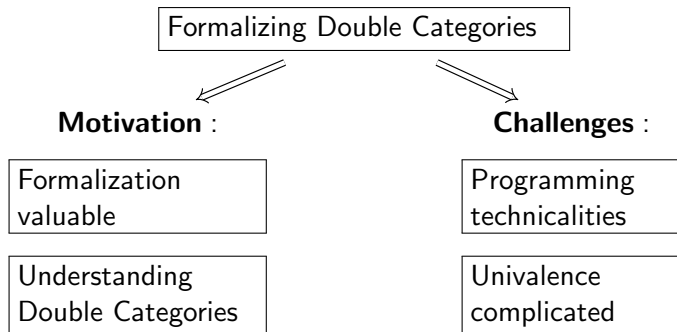 Formalizing Double Categories
Motivation :
Formalization
valuable
Understanding
Double Categories
Challenges :
Programming
technicalities
Univalence
complicated